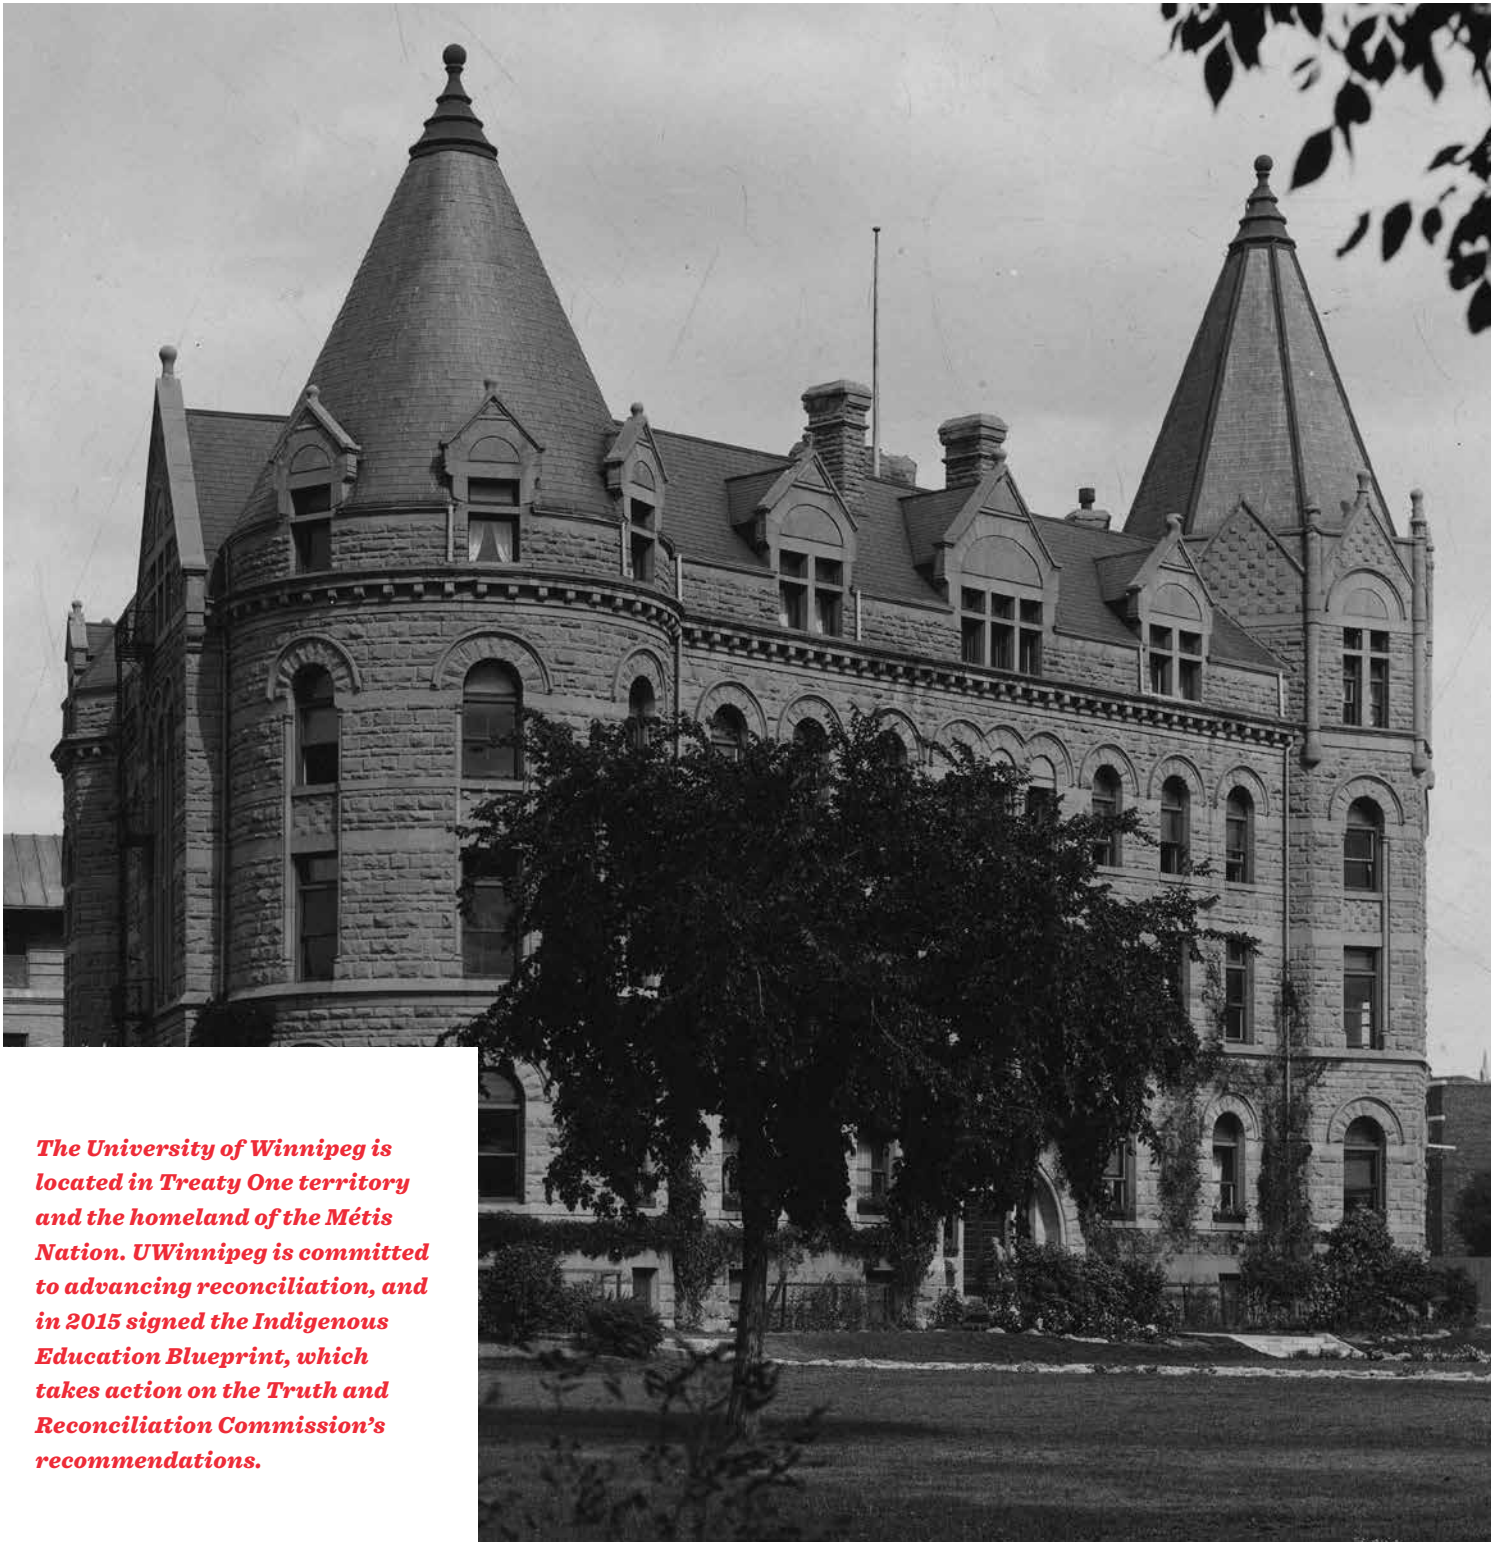 The University of Winnipeg is
located in Treaty One territory
and the homeland of the Métis
Nation. UWinnipeg is committed
to advancing reconciliation, and
in 2015 signed the Indigenous
Education Blueprint, which
takes action on the Truth and
Reconciliation Commission’s
recommendations.